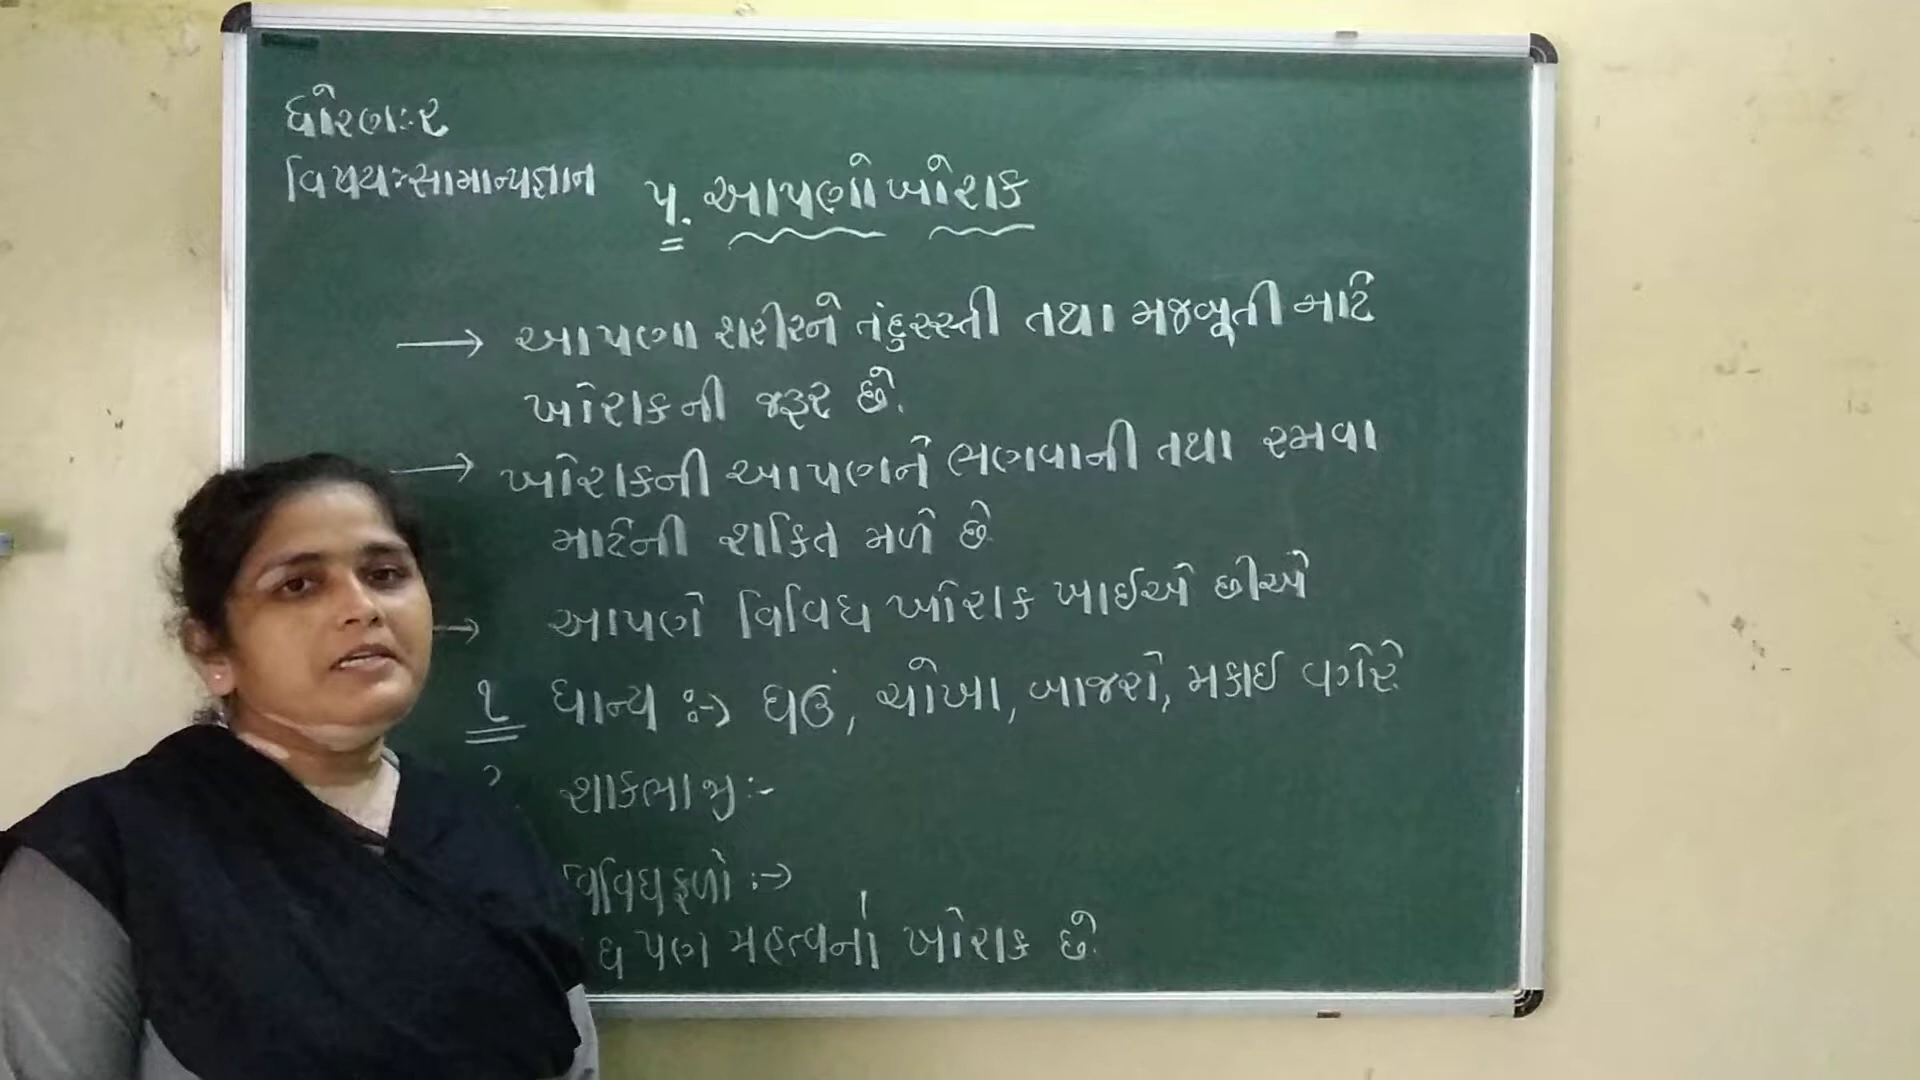 ધોરણ:-૨
વિષય:-સામાન્યજ્ઞાન
૫. આપણો ખોરાક
→ આપણા શરીરને તંદુરસ્તી તથા મજબૂતી માટે
ખોરાકની જરૂર છે.
→ ખોરાકની આપણને ભણવાની તથા રમવા
માટેની શકિત મળે છે
→ આપણે વિવિધ ખોરાક ખાઈએ છીએ
૧ ધાન્ય :→ ઘઉં, ચોખા, બાજરો, મકાઈ વગેરે
શાકભાજી:-
વિવિધ ફળો :→
પણ મહત્વનો ખોરાક છે.